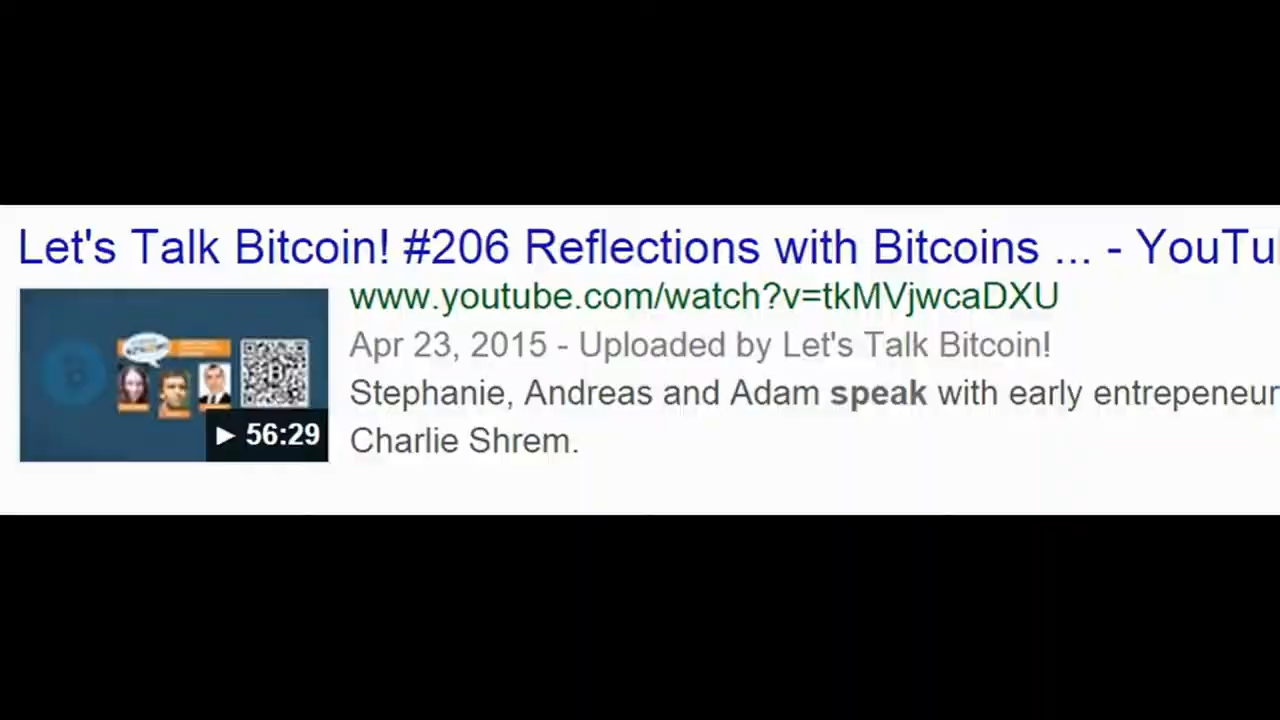 Let's Talk Bitcoin! #206 Reflections with Bitcoins ... - YouTu
www.youtube.com/watch?v=tkMVjwcaDXU
Apr 23, 2015 - Uploaded by Let's Talk Bitcoin!
Stephanie, Andreas and Adam speak with early entrepeneur
Charlie Shrem.
56:29